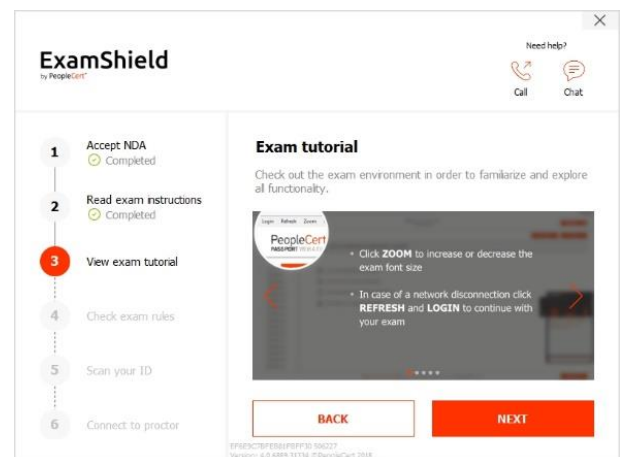 Need help?
ExamShield
by PeopleCert
Call
Chat
1
Accept NDA
Completed
2
Read exam instructions
Completed
3
View exam tutorial
4
Check exam rules
5
Scan your ID
6
Connect to proctor
Exam tutorial
Check out the exam environment in order to familiarize and explore
all functionality.
Login Refresh Zoom
PeopleCert
PASSPORT
• Click ZOOM to increase or decrease the
exam font size
• In case of a network disconnection click
REFRESH and LOGIN to continue with
your exam
BACK
NEXT
©PeopleCert 2018